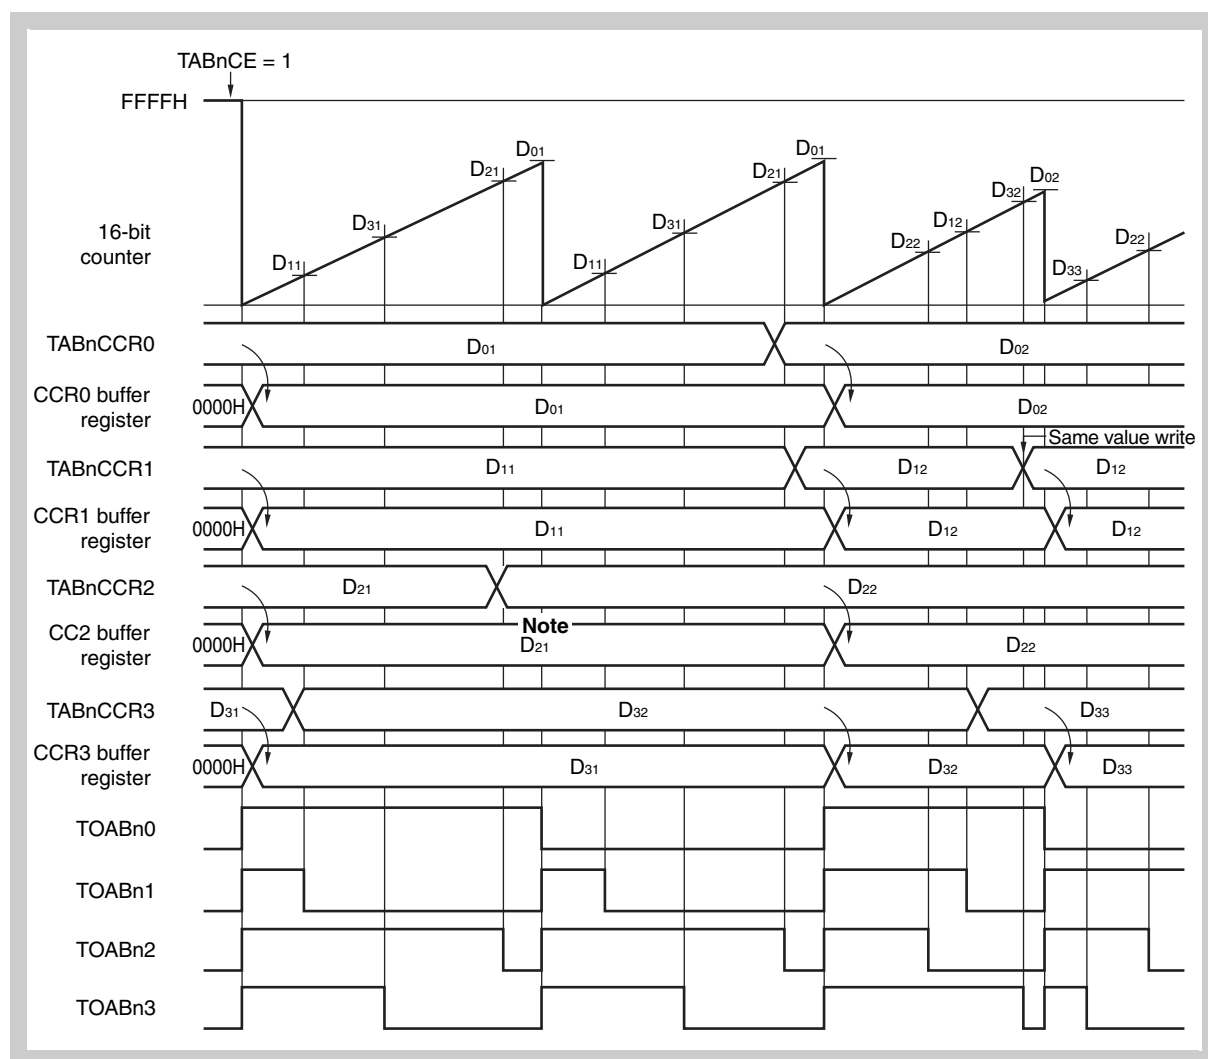 TABnCE = 1
FFFFH
D01
D01
D21
D21
D32
D02
D31
D31
D12
D22
D22
16-bit
counter
D11
D11
D33
TABnCCR0
D01
D02
CCR0 buffer
register
0000H
D01
D02
Same value write
TABnCCR1
D11
D12
D12
CCR1 buffer
register
0000H
D11
D12
D12
TABnCCR2
D21
D22
Note
CC2 buffer
register
0000H
D21
D22
TABnCCR3
D31
D32
D33
CCR3 buffer
register
0000H
D31
D32
D33
TOABn0
TOABn1
TOABn2
TOABn3